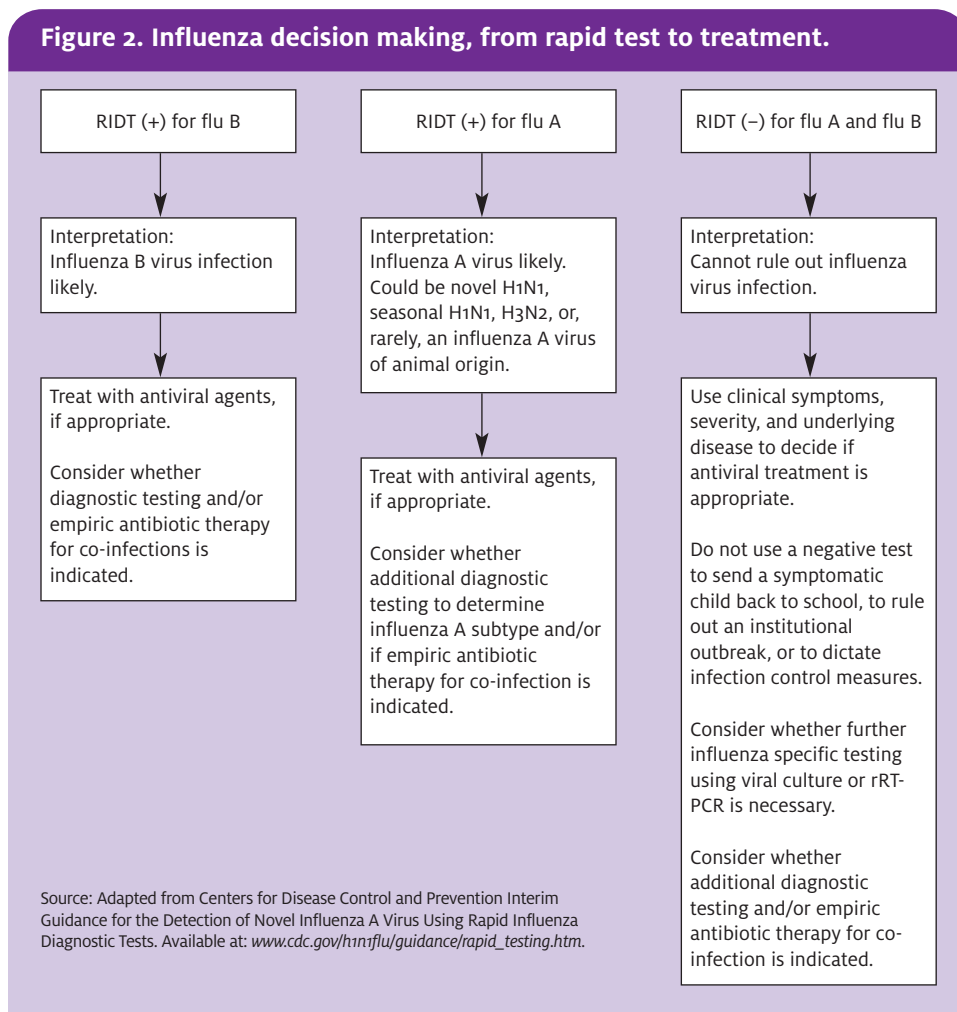 Figure 2. Influenza decision making, from rapid test to treatment.
RIDT (+) for flu B
Interpretation:
Influenza B virus infection
likely.
Treat with antiviral agents,
if appropriate.
Consider whether
diagnostic testing and/or
empiric antibiotic therapy
for co-infections is
indicated.
RIDT (+) for flu A
Interpretation:
Influenza A virus likely.
Could be novel H1N1,
seasonal H1N1, H3N2, or,
rarely, an influenza A virus
of animal origin.
Treat with antiviral agents,
if appropriate.
Consider whether
additional diagnostic
testing to determine
influenza A subtype and/or
if empiric antibiotic
therapy for co-infection is
indicated.
RIDT (–) for flu A and flu B
Interpretation:
Cannot rule out influenza
virus infection.
Use clinical symptoms,
severity, and underlying
disease to decide if
antiviral treatment is
appropriate.
Do not use a negative test
to send a symptomatic
child back to school, to rule
out an institutional
outbreak, or to dictate
infection control measures.
Consider whether further
influenza specific testing
using viral culture or rRT-
PCR is necessary.
Consider whether
additional diagnostic
testing and/or empiric
antibiotic therapy for co-
infection is indicated.
Source: Adapted from Centers for Disease Control and Prevention Interim
Guidance for the Detection of Novel Influenza A Virus Using Rapid Influenza
Diagnostic Tests. Available at: www.cdc.gov/h1n1flu/guidance/rapid_testing.htm.